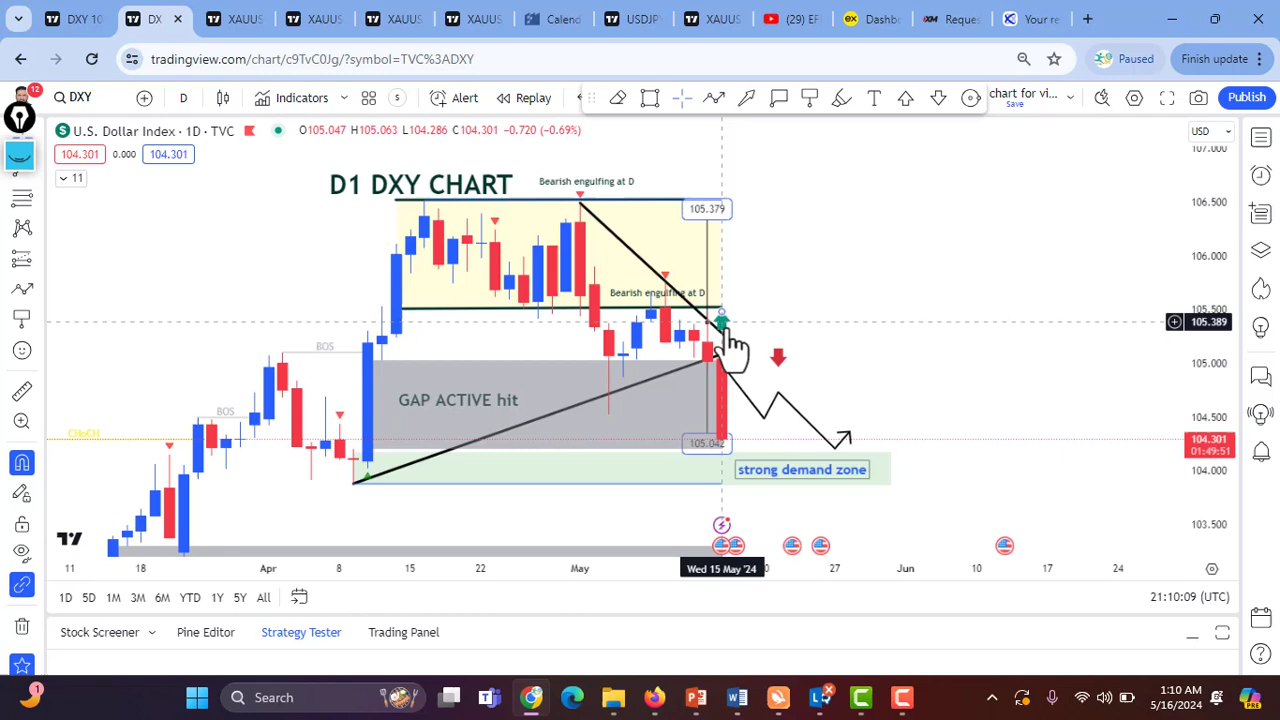 DXY 10
DX
XAUUS
XAUUS
XAUUS
XAUUS
Calend
USDJPY
XAUUS
(29) EF
Dashbo
XM
Reques
Your re
tradingview.com/chart/c9TvC0Jg/?symbol=TVC%3ADXY
Paused
Finish update
12
DXY
D
Indicators
Alert
Replay
T
chart for vi...
Save
Publish
U.S. Dollar Index · 1D · TVC
O105.047 H105.063 L104.286 C104.301 -0.720 (-0.69%)
USD
104.301
0.000
104.301
11
D1 DXY CHART
Bearish engulfing at D
105.379
Bearish engulfing at D
BOS
BOS
CHoCH
GAP ACTIVE hit
105.042
strong demand zone
107.000
106.500
106.000
105.500
105.389
105.000
104.500
104.301
01:49:51
104.000
103.500
11
18
Apr
8
15
22
May
Wed 15 May '24
27
Jun
10
17
24
1D
5D
1M
3M
6M
YTD
1Y
5Y
All
21:10:09 (UTC)
Stock Screener
Pine Editor
Strategy Tester
Trading Panel
1
Search
1:10 AM
5/16/2024
PRE